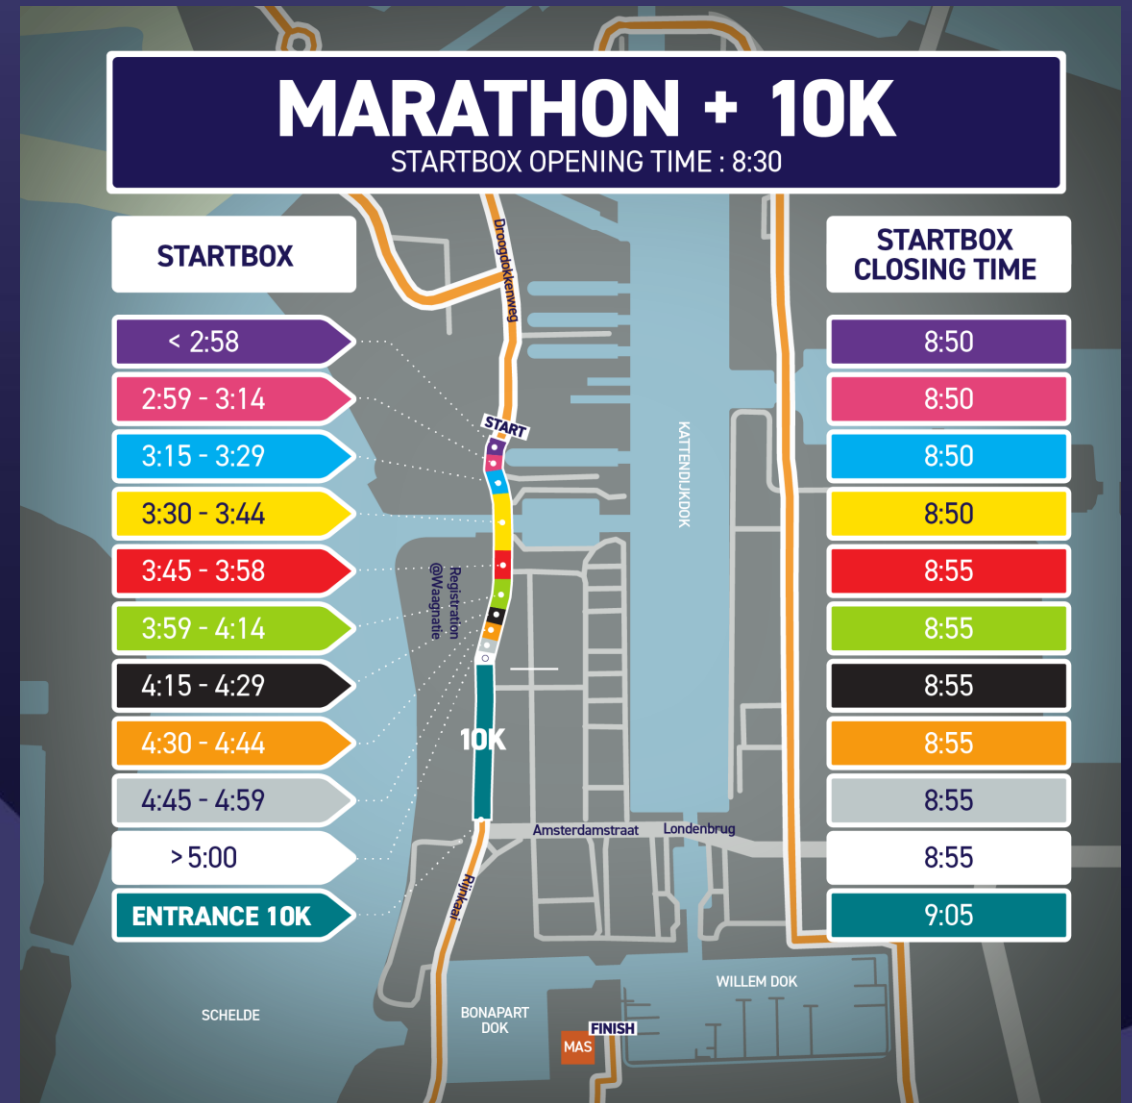 MARATHON + 10K
STARTBOX OPENING TIME : 8:30
STARTBOX
STARTBOX
CLOSING TIME
< 2:58
8:50
2:59 - 3:14
8:50
3:15 - 3:29
8:50
3:30 - 3:44
8:50
3:45 - 3:58
8:55
3:59 - 4:14
8:55
4:15 - 4:29
8:55
4:30 - 4:44
8:55
4:45 - 4:59
8:55
> 5:00
8:55
ENTRANCE 10K
9:05
Droogdokkenweg
START
KATTENDIJKDOK
Registration
@Waagnatie
10K
Amsterdamstraat
Londenbrug
Rijnkaai
SCHELDE
BONAPART
DOK
WILLEM DOK
FINISH
MAS